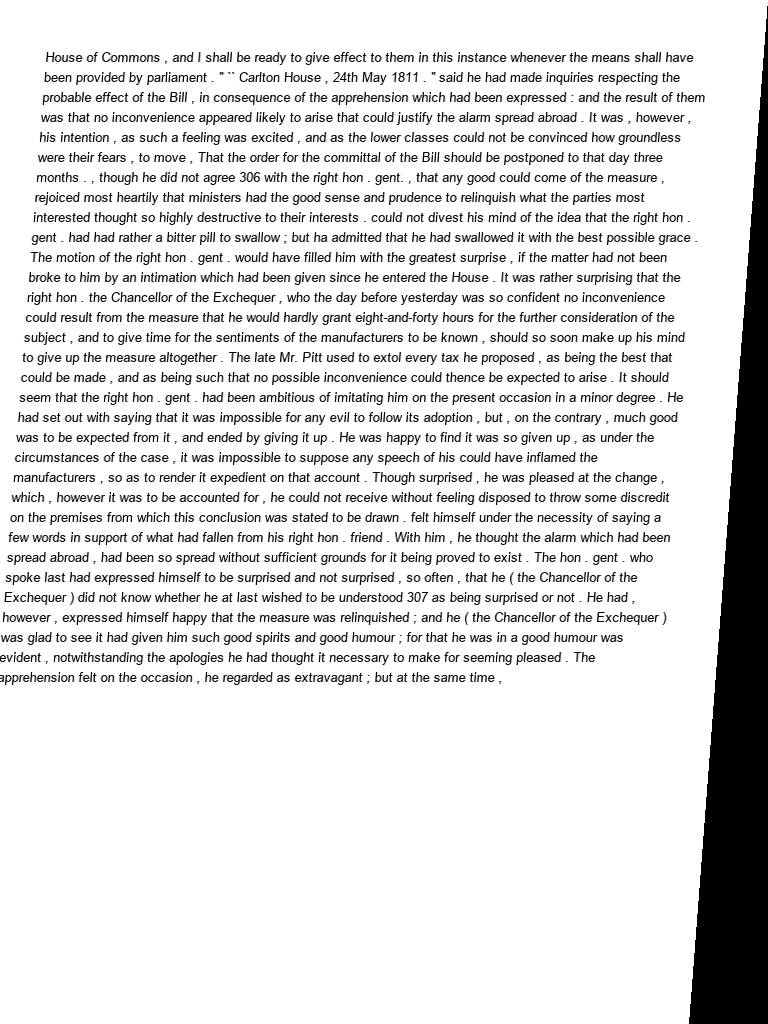 House of Commons , and I shall be ready to give effect to them in this instance whenever the means shall have
been provided by parliament . " `` Carlton House , 24th May 1811 . " said he had made inquiries respecting the
probable effect of the Bill , in consequence of the apprehension which had been expressed : and the result of them
was that no inconvenience appeared likely to arise that could justify the alarm spread abroad . It was , however ,
his intention , as such a feeling was excited , and as the lower classes could not be convinced how groundless
were their fears , to move , That the order for the committal of the Bill should be postponed to that day three
months . , though he did not agree 306 with the right hon . gent. , that any good could come of the measure ,
rejoiced most heartily that ministers had the good sense and prudence to relinquish what the parties most
interested thought so highly destructive to their interests . could not divest his mind of the idea that the right hon .
gent . had had rather a bitter pill to swallow ; but ha admitted that he had swallowed it with the best possible grace .
The motion of the right hon . gent . would have filled him with the greatest surprise , if the matter had not been
broke to him by an intimation which had been given since he entered the House . It was rather surprising that the
right hon . the Chancellor of the Exchequer , who the day before yesterday was so confident no inconvenience
could result from the measure that he would hardly grant eight-and-forty hours for the further consideration of the
subject , and to give time for the sentiments of the manufacturers to be known , should so soon make up his mind
to give up the measure altogether . The late Mr. Pitt used to extol every tax he proposed , as being the best that
could be made , and as being such that no possible inconvenience could thence be expected to arise . It should
seem that the right hon . gent . had been ambitious of imitating him on the present occasion in a minor degree . He
had set out with saying that it was impossible for any evil to follow its adoption , but , on the contrary , much good
was to be expected from it , and ended by giving it up . He was happy to find it was so given up , as under the
circumstances of the case , it was impossible to suppose any speech of his could have inflamed the
manufacturers , so as to render it expedient on that account . Though surprised , he was pleased at the change ,
which , however it was to be accounted for , he could not receive without feeling disposed to throw some discredit
on the premises from which this conclusion was stated to be drawn . felt himself under the necessity of saying a
few words in support of what had fallen from his right hon . friend . With him , he thought the alarm which had been
spread abroad , had been so spread without sufficient grounds for it being proved to exist . The hon . gent . who
spoke last had expressed himself to be surprised and not surprised , so often , that he ( the Chancellor of the
Exchequer ) did not know whether he at last wished to be understood 307 as being surprised or not . He had ,
however , expressed himself happy that the measure was relinquished ; and he ( the Chancellor of the Exchequer )
was glad to see it had given him such good spirits and good humour ; for that he was in a good humour was
evident , notwithstanding the apologies he had thought it necessary to make for seeming pleased . The
apprehension felt on the occasion , he regarded as extravagant ; but at the same time ,